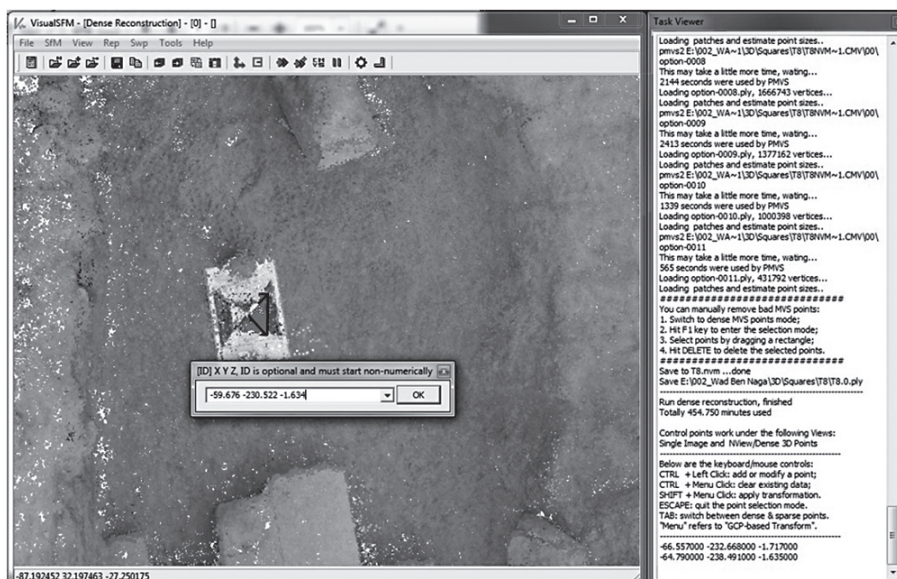 VisualSFM - [Dense Reconstruction] - [0] - []
File SfM View Rep Swp Tools Help
[ID] X Y Z, ID is optional and must start non-numerically
-59.676 -230.522 -1.634
OK
-87.192452 32.197463 -27.250175
Task Viewer
Loading patches and estimate point sizes..
pmvs2 E:\002_WA~1\3D\Squares\T8\T8NVM~1.CMV\00\
option-0008
This may take a little more time, wating...
2144 seconds were used by PMVS
Loading option-0008.ply, 1666743 vertices...
Loading patches and estimate point sizes..
pmvs2 E:\002_WA~1\3D\Squares\T8\T8NVM~1.CMV\00\
option-0009
This may take a little more time, wating...
2413 seconds were used by PMVS
Loading option-0009.ply, 1377162 vertices...
Loading patches and estimate point sizes..
pmvs2 E:\002_WA~1\3D\Squares\T8\T8NVM~1.CMV\00\
option-0010
This may take a little more time, wating...
1339 seconds were used by PMVS
Loading option-0010.ply, 1000398 vertices...
Loading patches and estimate point sizes..
pmvs2 E:\002_WA~1\3D\Squares\T8\T8NVM~1.CMV\00\
option-0011
This may take a little more time, wating...
565 seconds were used by PMVS
Loading option-0011.ply, 431792 vertices...
Loading patches and estimate point sizes..
#############################
You can manually remove bad MVS points:
1. Switch to dense MVS points mode;
2. Hit F1 key to enter the selection mode;
3. Select points by dragging a rectangle;
4. Hit DELETE to delete the selected points.
#############################
Save to T8.nvm ...done
Save E:\002_Wad Ben Naga\3D\Squares\T8\T8.0.ply
----------------------------------------------------------------
Run dense reconstruction, finished
Totally 454.750 minutes used
Control points work under the following Views:
Single Image and NView/Dense 3D Points
----------------------------------------------------------------
Below are the keyboard/mouse controls:
CTRL + Left Click: add or modify a point;
CTRL + Menu Click: clear existing data;
SHIFT + Menu Click: apply transformation.
ESCAPE: quit the point selection mode.
TAB: switch between dense & sparse points.
"Menu" refers to "GCP-based Transform".
----------------------------------------------------------------
-66.557000 -232.668000 -1.717000
-64.790000 -238.491000 -1.635000